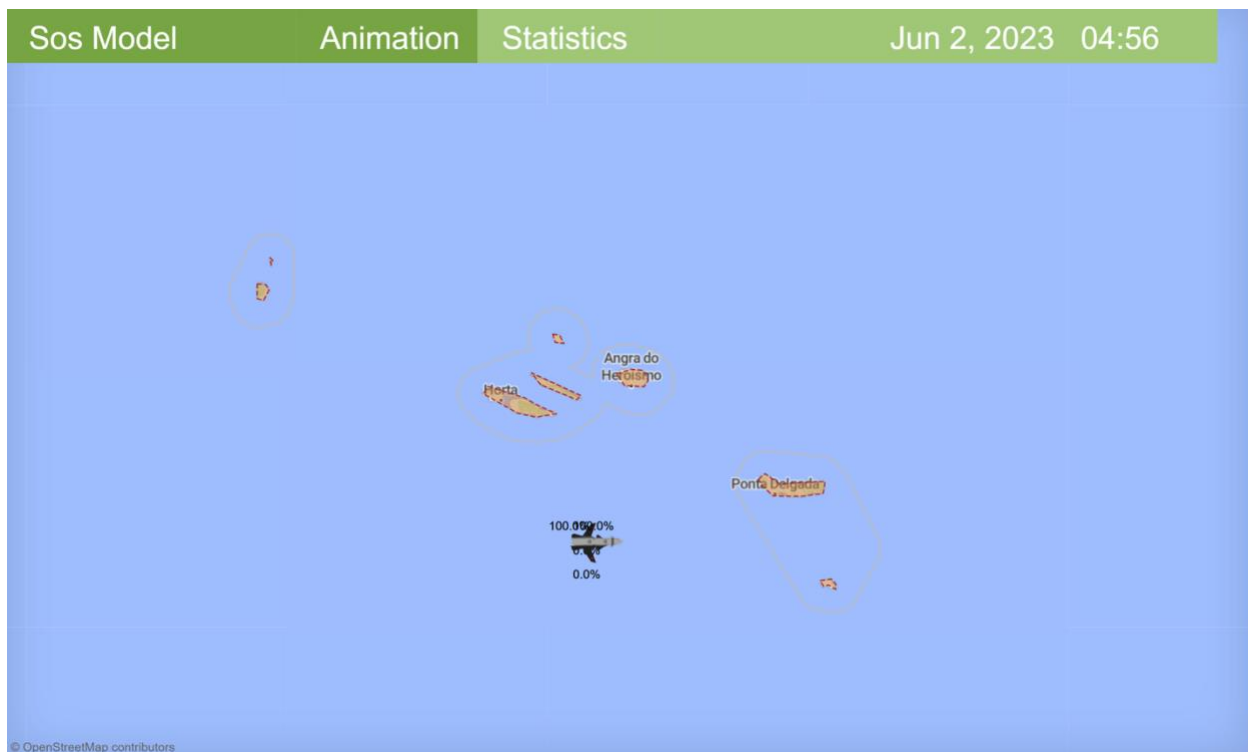 Sos Model Animation Statistics Jun 2, 2023 04:56
Angra do
Heroísmo
Horta
Ponta Delgada
0.0%
© OpenStreetMap contributors